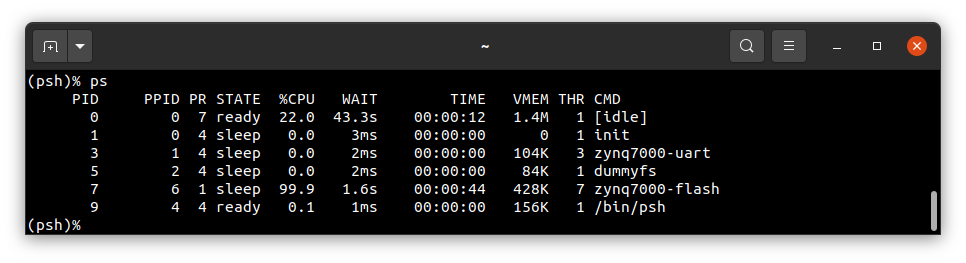 ~
(psh)% ps
PID PPID PR STATE %CPU WAIT TIME VMEM THR CMD
0 0 7 ready 22.0 43.3s 00:00:12 1.4M 1 [idle]
1 0 4 sleep 0.0 3ms 00:00:00 0 1 init
3 1 4 sleep 0.0 2ms 00:00:00 104K 3 zynq7000-uart
5 2 4 sleep 0.0 2ms 00:00:00 84K 1 dummyfs
7 6 1 sleep 99.9 1.6s 00:00:44 428K 7 zynq7000-flash
9 4 4 ready 0.1 1ms 00:00:00 156K 1 /bin/psh
(psh)%